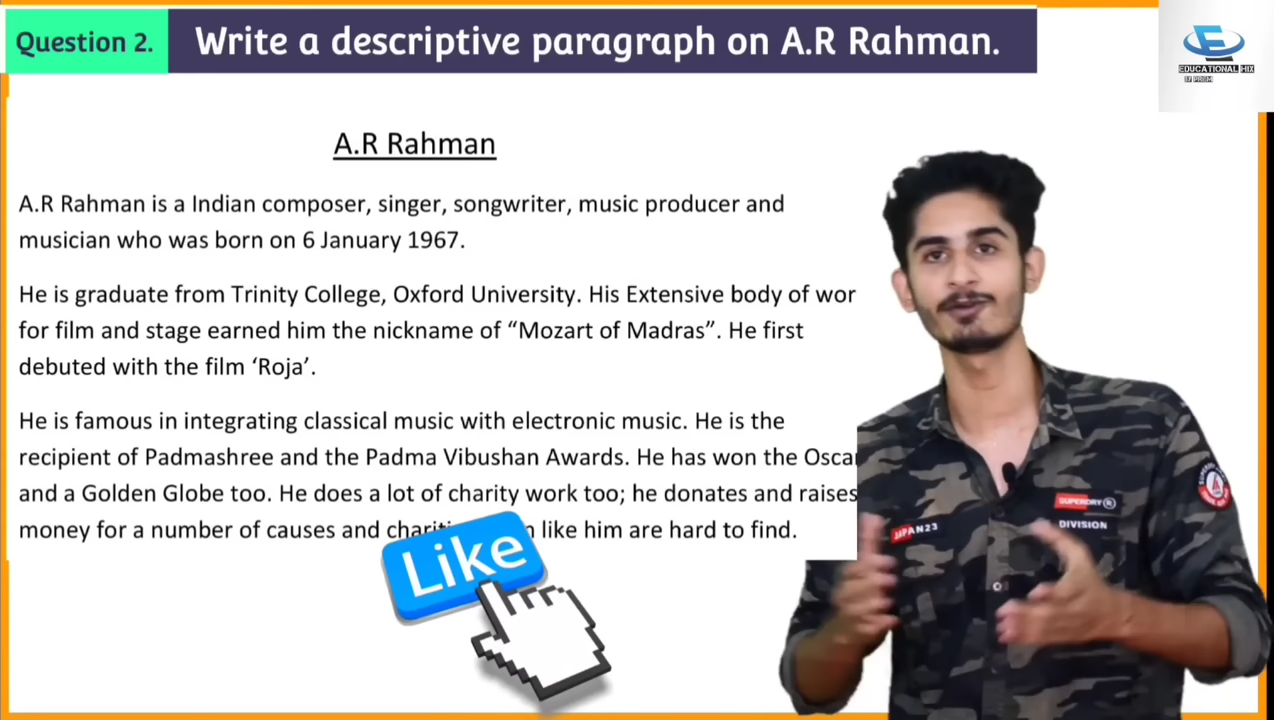 Question 2. Write a descriptive paragraph on A.R Rahman.
EDUCATIONAL MIX
A.R Rahman
A.R Rahman is a Indian composer, singer, songwriter, music producer and
musician who was born on 6 January 1967.
He is graduate from Trinity College, Oxford University. His Extensive body of wor
for film and stage earned him the nickname of “Mozart of Madras”. He first
debuted with the film ‘Roja’.
He is famous in integrating classical music with electronic music. He is the
recipient of Padmashree and the Padma Vibushan Awards. He has won the Oscar
and a Golden Globe too. He does a lot of charity work too; he donates and raises
money for a number of causes and like him are hard to find.
Like
SUPERDRY®
JAPAN23
DIVISION